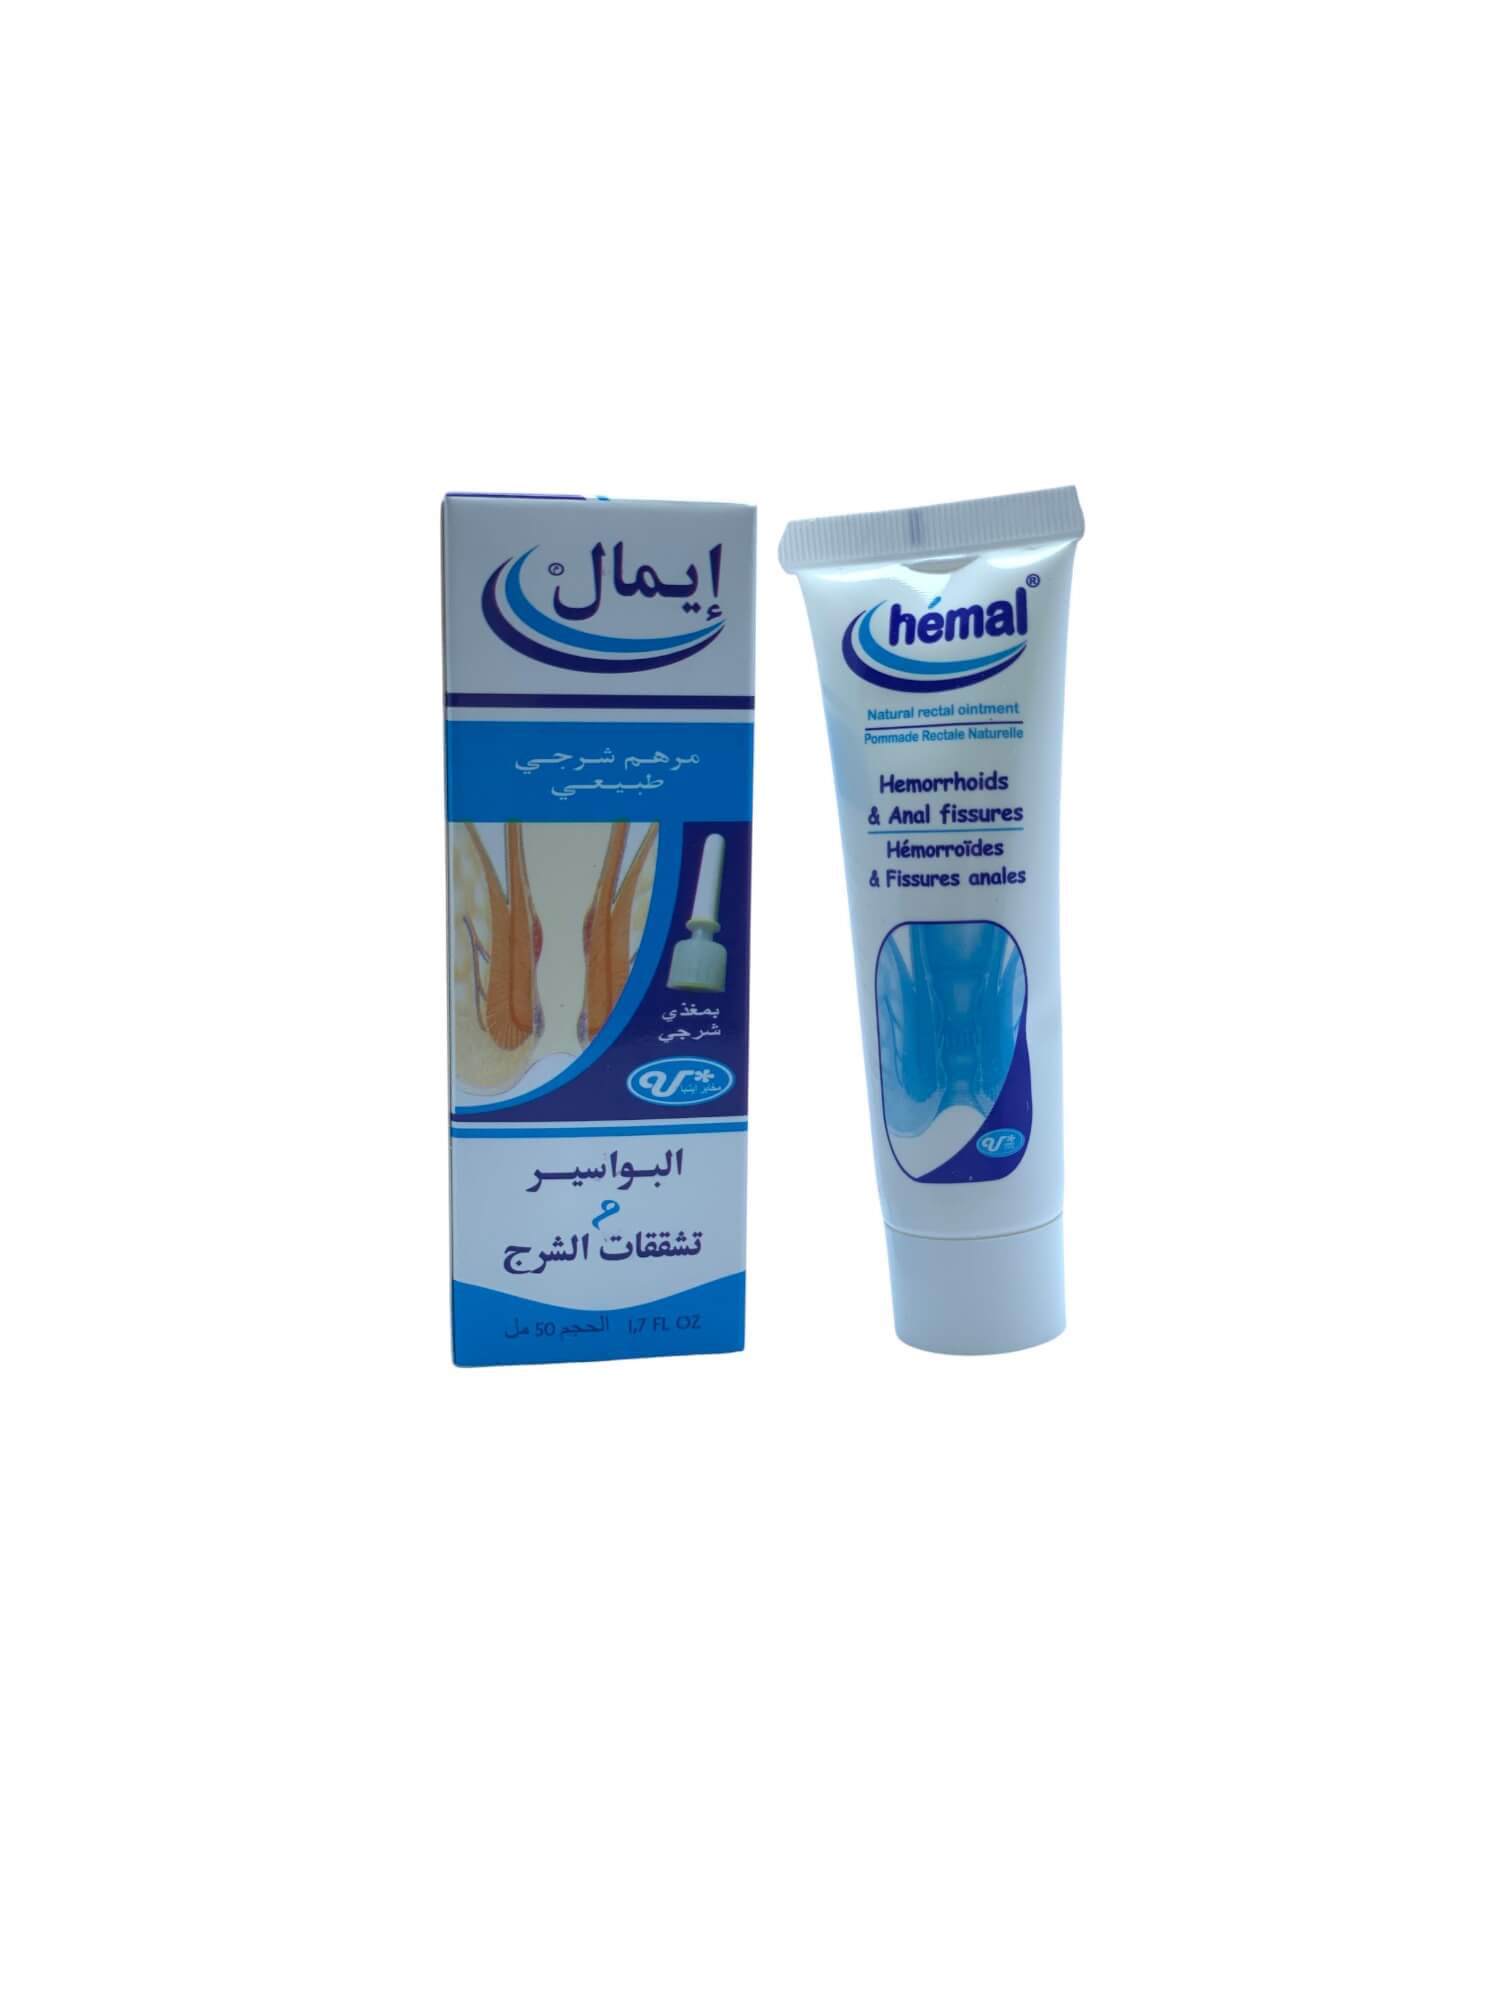 إيمال
مرهم شرجي
طبيعي
بمغذي
شرجي
البواسير
و
تشققات الشرج
الحجم 50 مل 1,7 FL OZ
hémal®
Natural rectal ointment
Pommade Rectale Naturelle
Hemorrhoids
& Anal fissures
Hémorroïdes
& Fissures anales